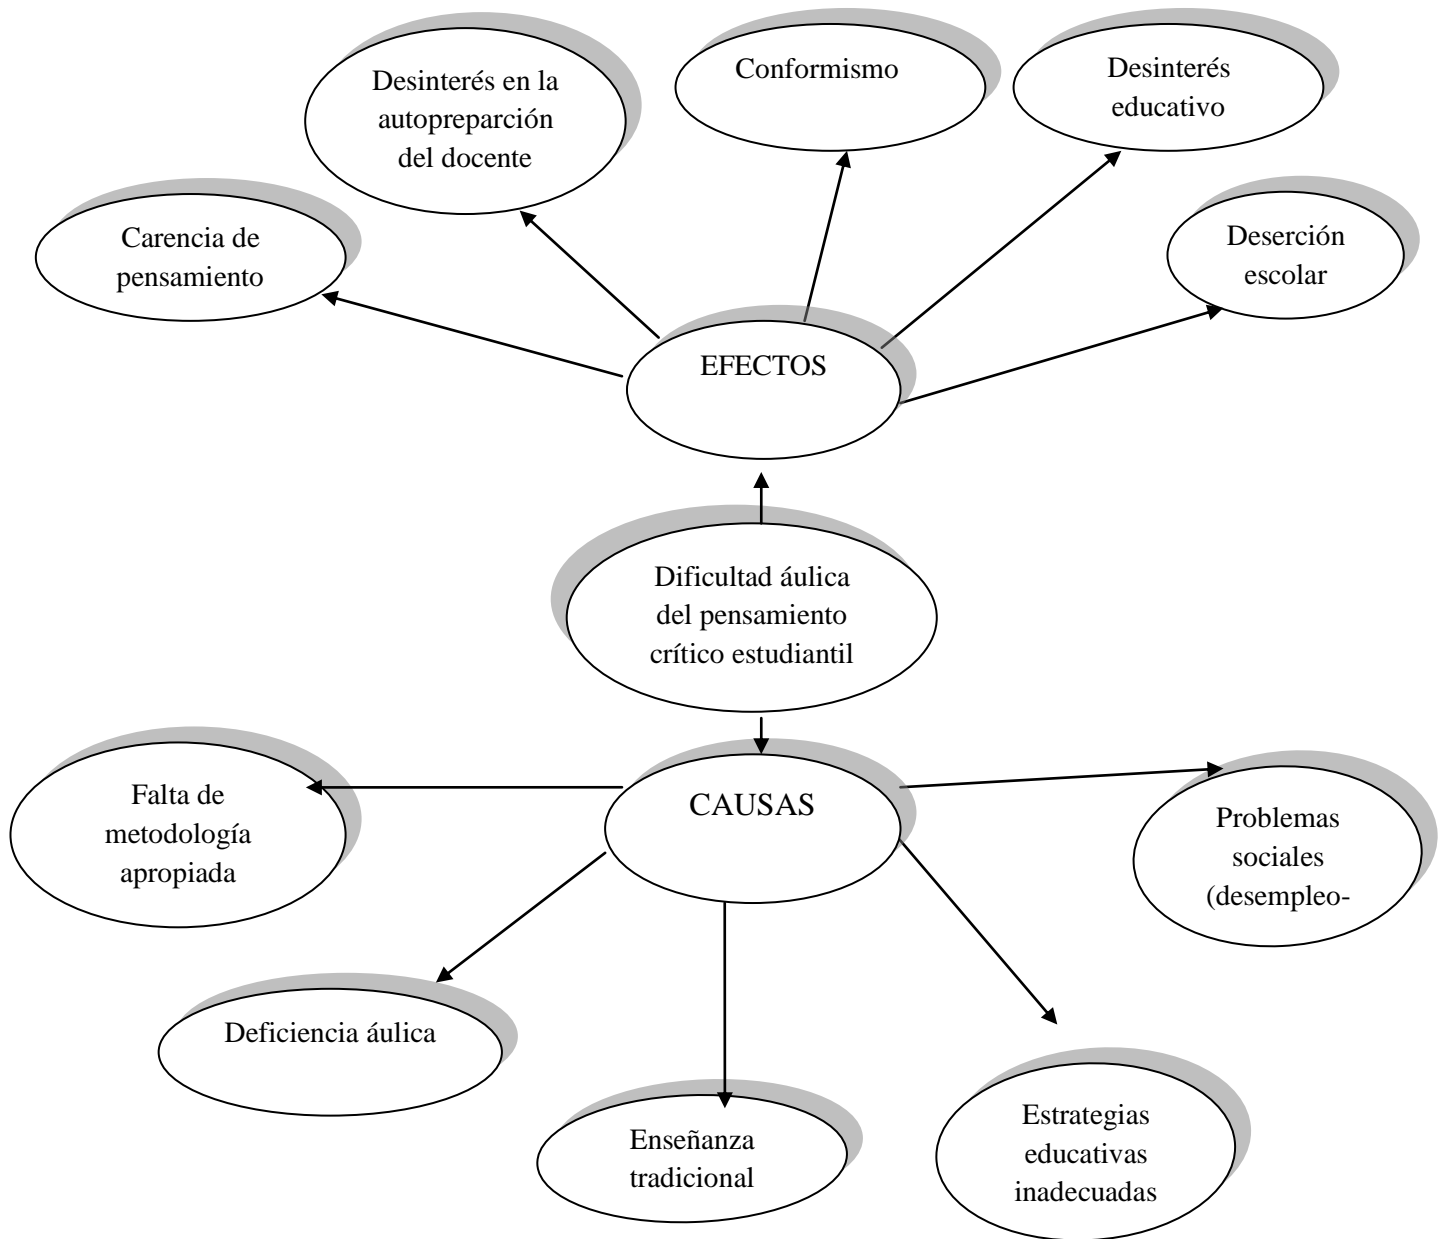 Desinterés en la
autopreparción
del docente
Conformismo
Desinterés
educativo
Carencia de
pensamiento
Deserción
escolar
EFECTOS
Dificultad áulica
del pensamiento
crítico estudiantil
CAUSAS
Falta de
metodología
apropiada
Problemas
sociales
(desempleo-
Deficiencia áulica
Enseñanza
tradicional
Estrategias
educativas
inadecuadas